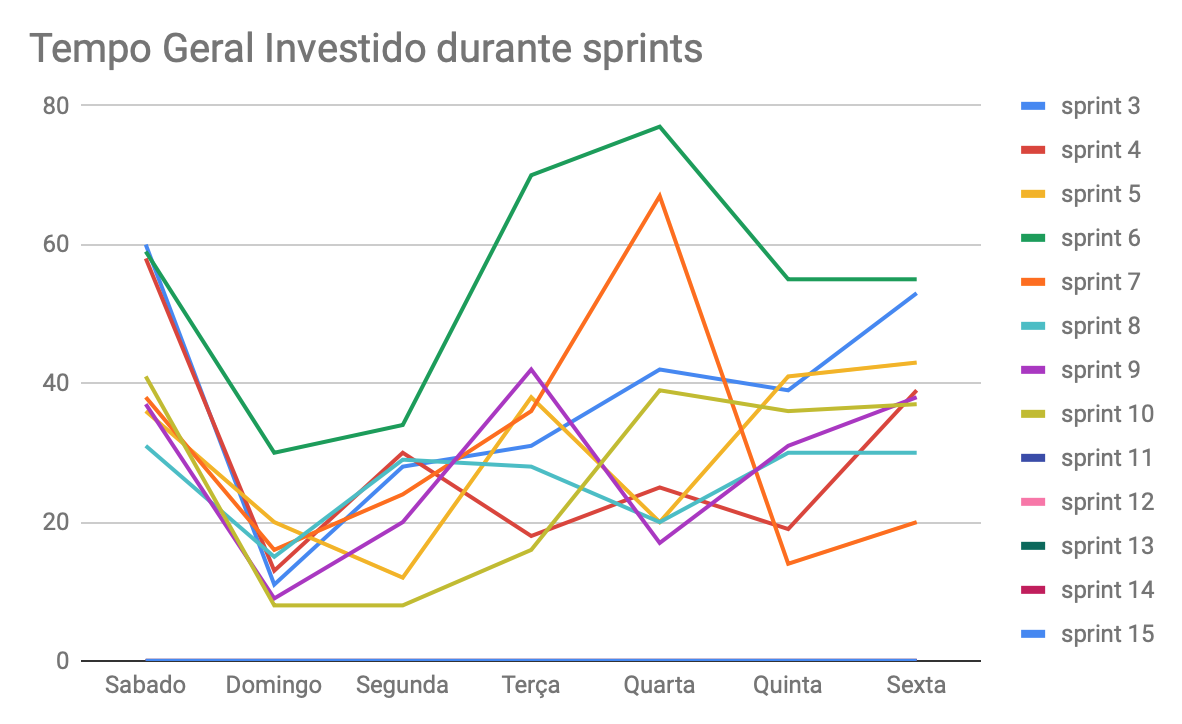 Tempo Geral Investido durante sprints
80
60
40
20
0
Sabado
Domingo
Segunda
Terça
Quarta
Quinta
Sexta
sprint 3
sprint 4
sprint 5
sprint 6
sprint 7
sprint 8
sprint 9
sprint 10
sprint 11
sprint 12
sprint 13
sprint 14
sprint 15